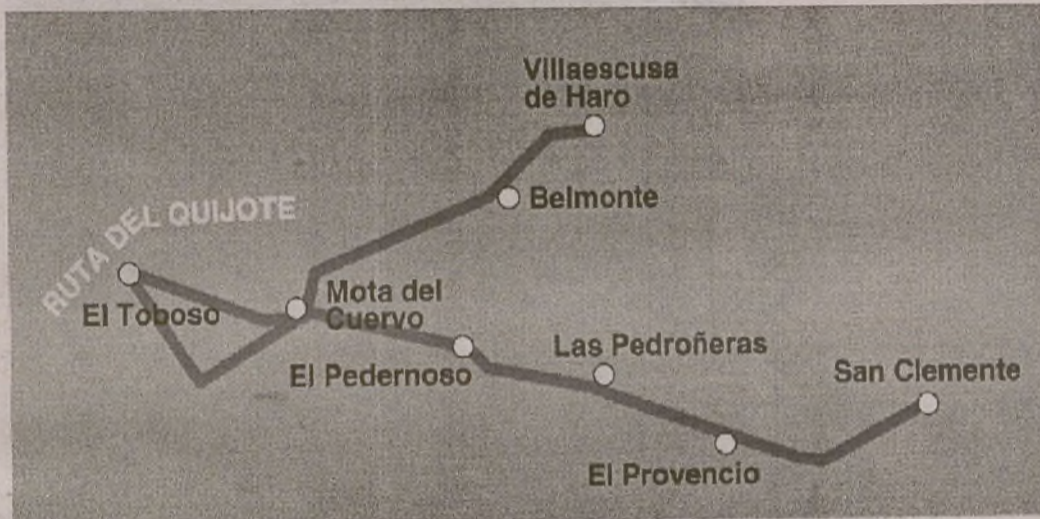 Villaescusa
de Haro
Belmonte
RUTA DEL QUIJOTE
El Toboso
Mota del
Cuervo
El Pedernoso
Las Pedroñeras
San Clemente
El Provencio